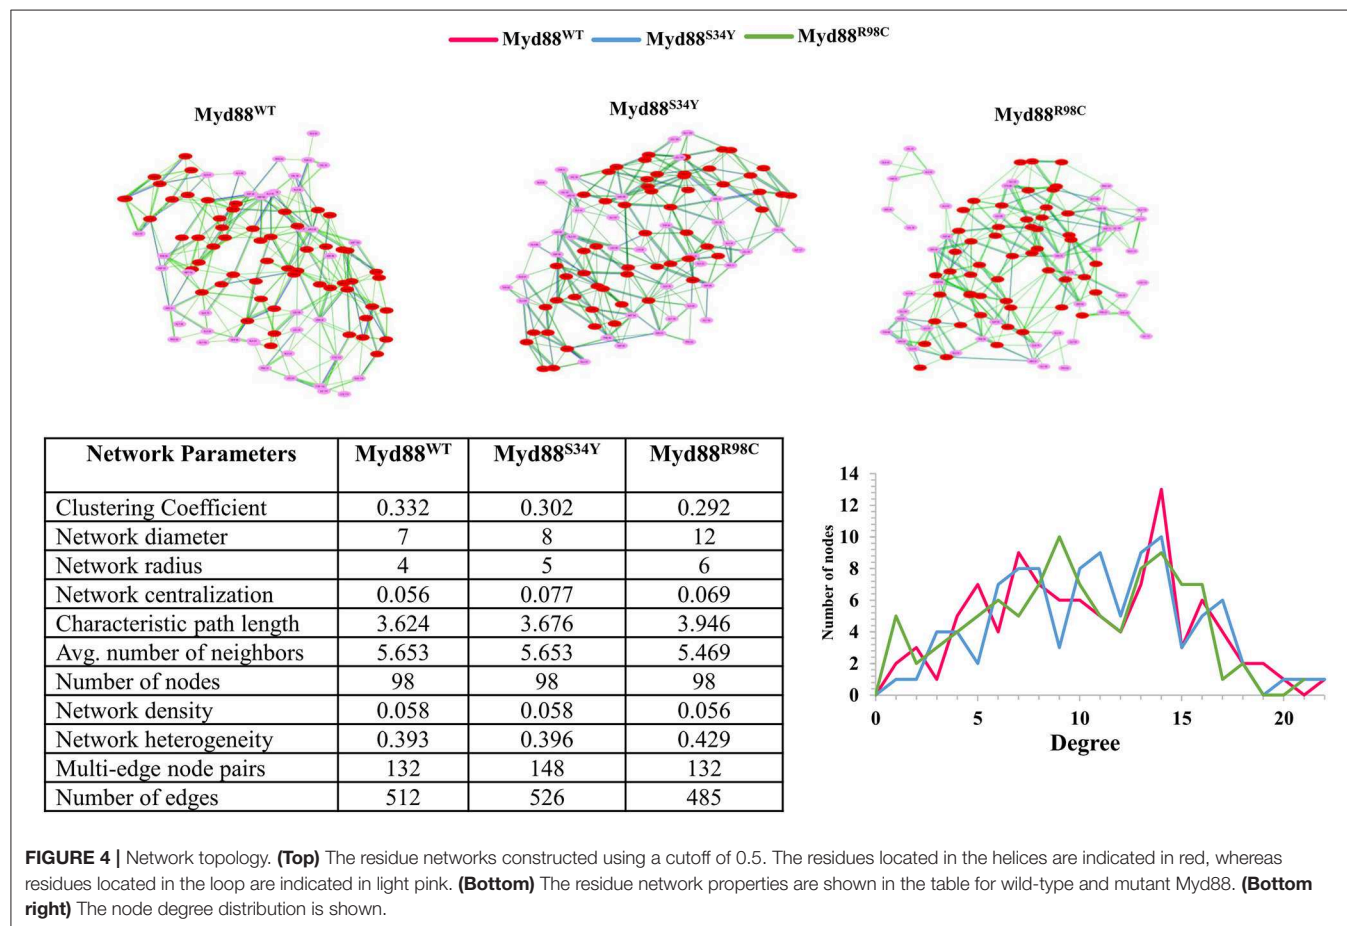 Myd88WT Myd88S34Y Myd88R98C
Myd88WT
Myd88S34Y
Myd88R98C
Network Parameters Myd88WT Myd88S34Y Myd88R98C
Clustering Coefficient 0.332 0.302 0.292
Network diameter 7 8 12
Network radius 4 5 6
Network centralization 0.056 0.077 0.069
Characteristic path length 3.624 3.676 3.946
Avg. number of neighbors 5.653 5.653 5.469
Number of nodes 98 98 98
Network density 0.058 0.058 0.056
Network heterogeneity 0.393 0.396 0.429
Multi-edge node pairs 132 148 132
Number of edges 512 526 485
Number of nodes
14
12
10
8
6
4
2
0
0 5 10 15 20
Degree
FIGURE 4 | Network topology. (Top) The residue networks constructed using a cutoff of 0.5. The residues located in the helices are indicated in red, whereas
residues located in the loop are indicated in light pink. (Bottom) The residue network properties are shown in the table for wild-type and mutant Myd88. (Bottom
right) The node degree distribution is shown.